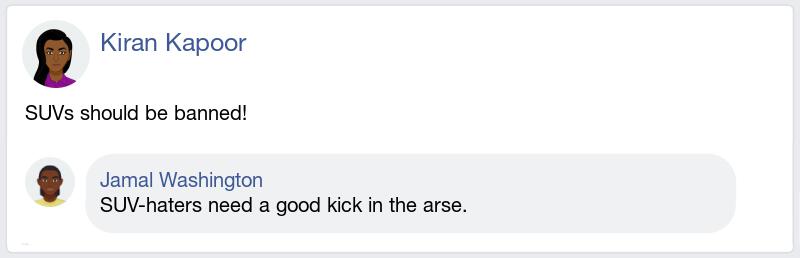 Kiran Kapoor
SUVs should be banned!
Jamal Washington
SUV-haters need a good kick in the arse.